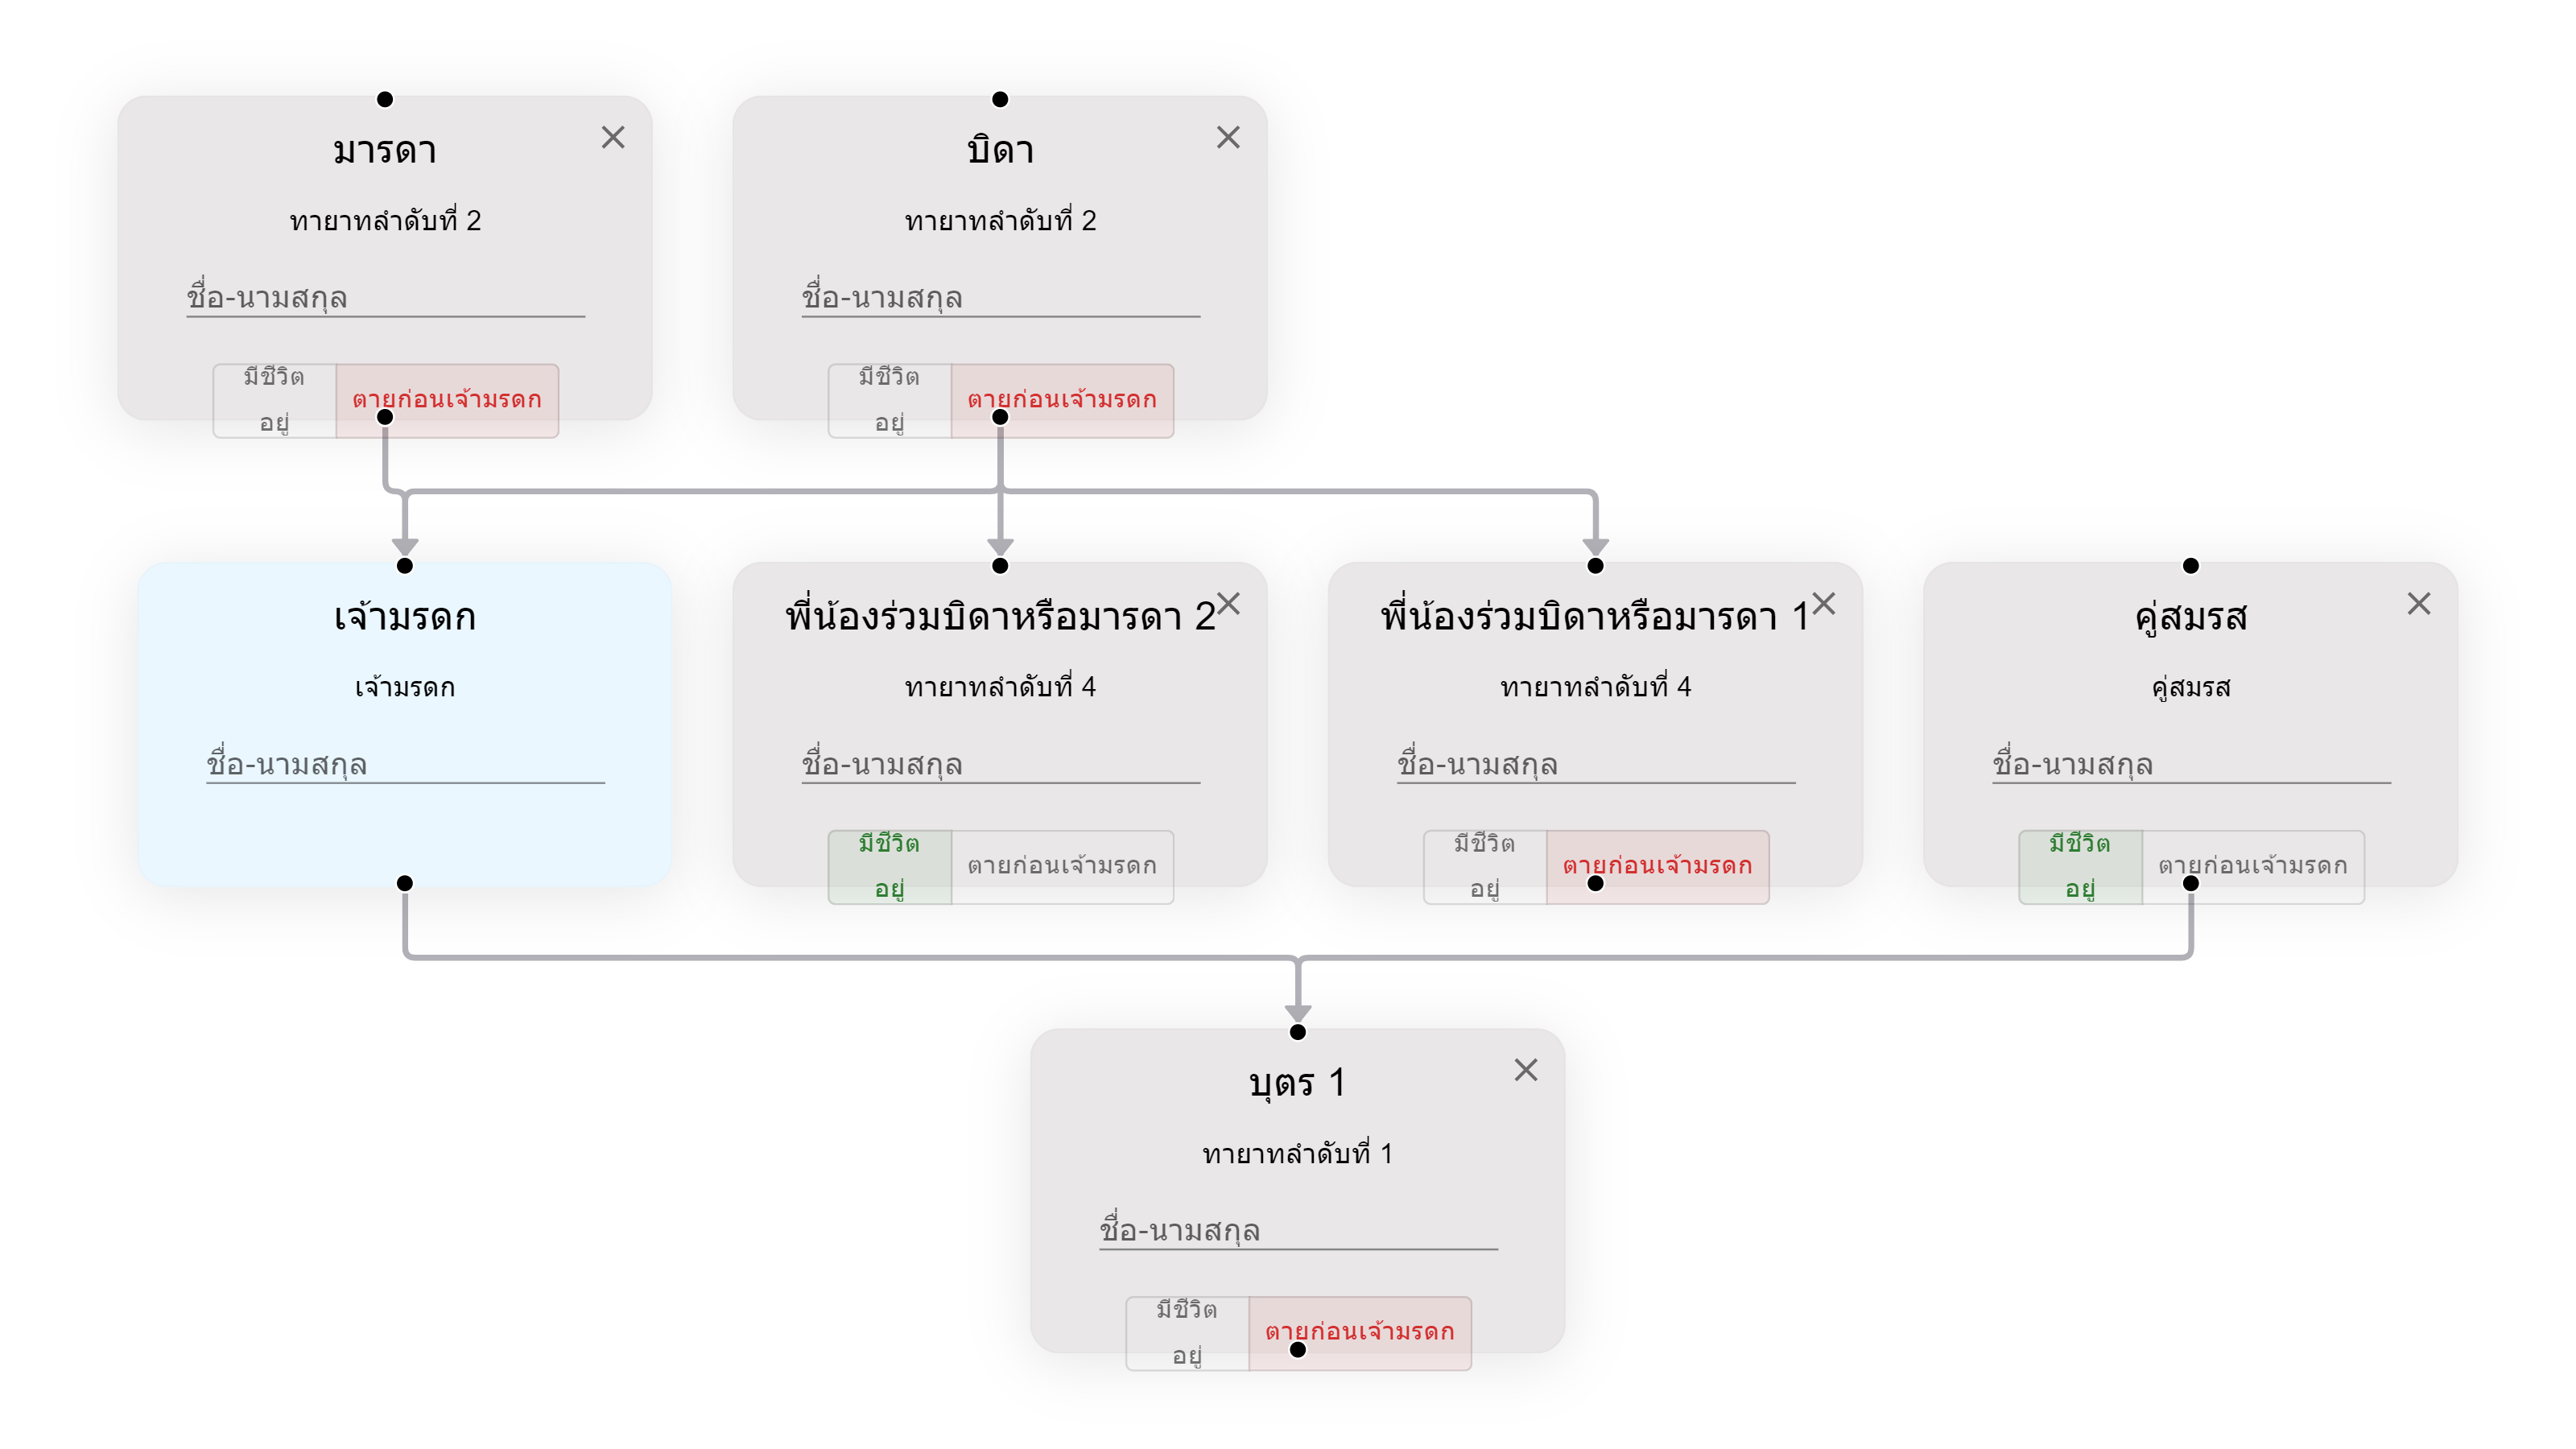 มารดา
ทายาทลำดับที่ 2
ชื่อ-นามสกุล
มีชีวิต
อยู่
ตายก่อนเจ้ามรดก
บิดา
ทายาทลำดับที่ 2
ชื่อ-นามสกุล
มีชีวิต
อยู่
ตายก่อนเจ้ามรดก
เจ้ามรดก
เจ้ามรดก
ชื่อ-นามสกุล
พี่น้องร่วมบิดาหรือมารดา 2
ทายาทลำดับที่ 4
ชื่อ-นามสกุล
มีชีวิต
อยู่
ตายก่อนเจ้ามรดก
พี่น้องร่วมบิดาหรือมารดา 1
ทายาทลำดับที่ 4
ชื่อ-นามสกุล
มีชีวิต
อยู่
ตายก่อนเจ้ามรดก
คู่สมรส
คู่สมรส
ชื่อ-นามสกุล
มีชีวิต
อยู่
ตายก่อนเจ้ามรดก
บุตร 1
ทายาทลำดับที่ 1
ชื่อ-นามสกุล
มีชีวิต
อยู่
ตายก่อนเจ้ามรดก